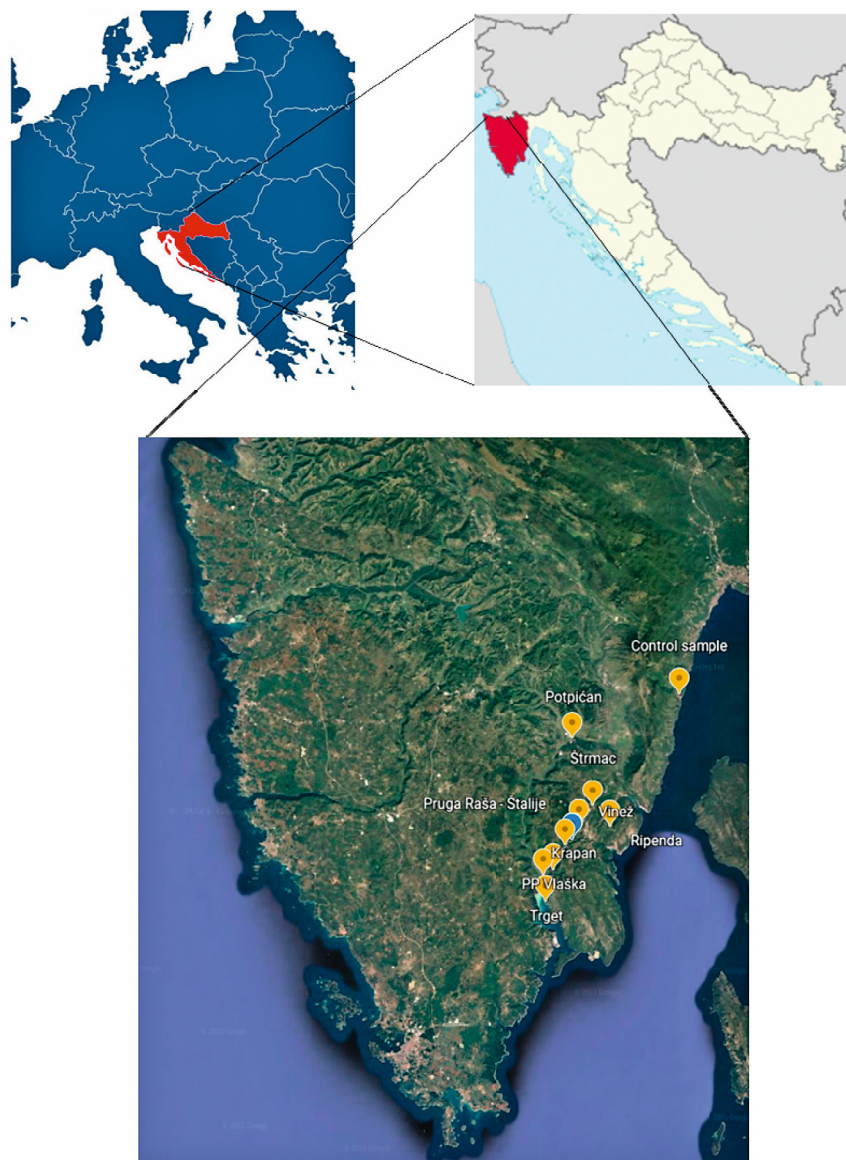 Control sample
Potpićan
Štrmac
Pruga Raša - Štalije
Vinež
Ripenda
Krapan
PP Vlaška
Trget